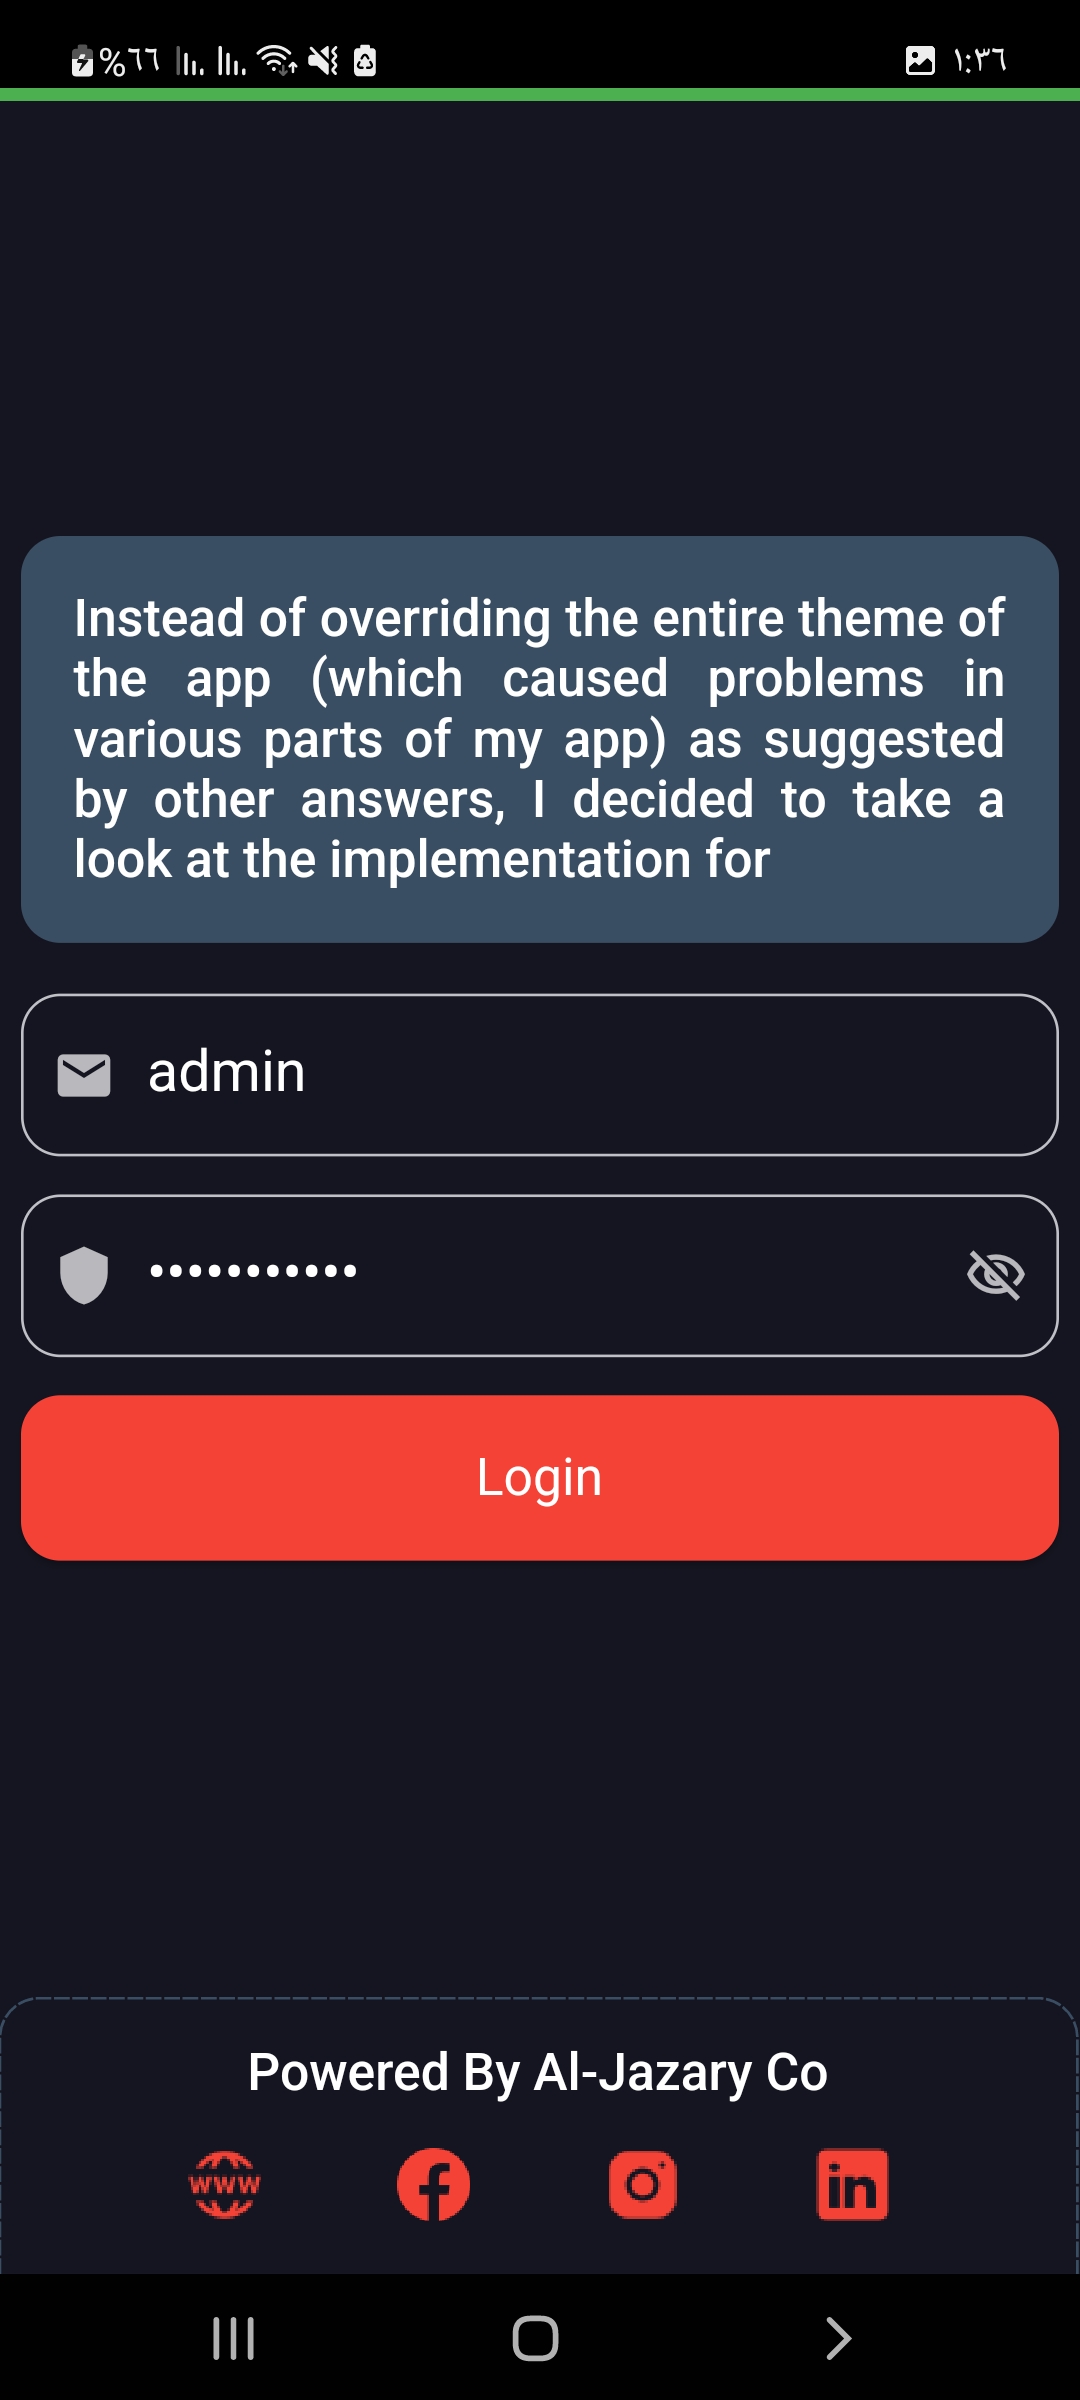 %٦٦
١:٣٦
Instead of overriding the entire theme of
the app (which caused problems in
various parts of my app) as suggested
by other answers, I decided to take a
look at the implementation for
admin
•••••••••••
Login
Powered By Al-Jazary Co
www
f
in